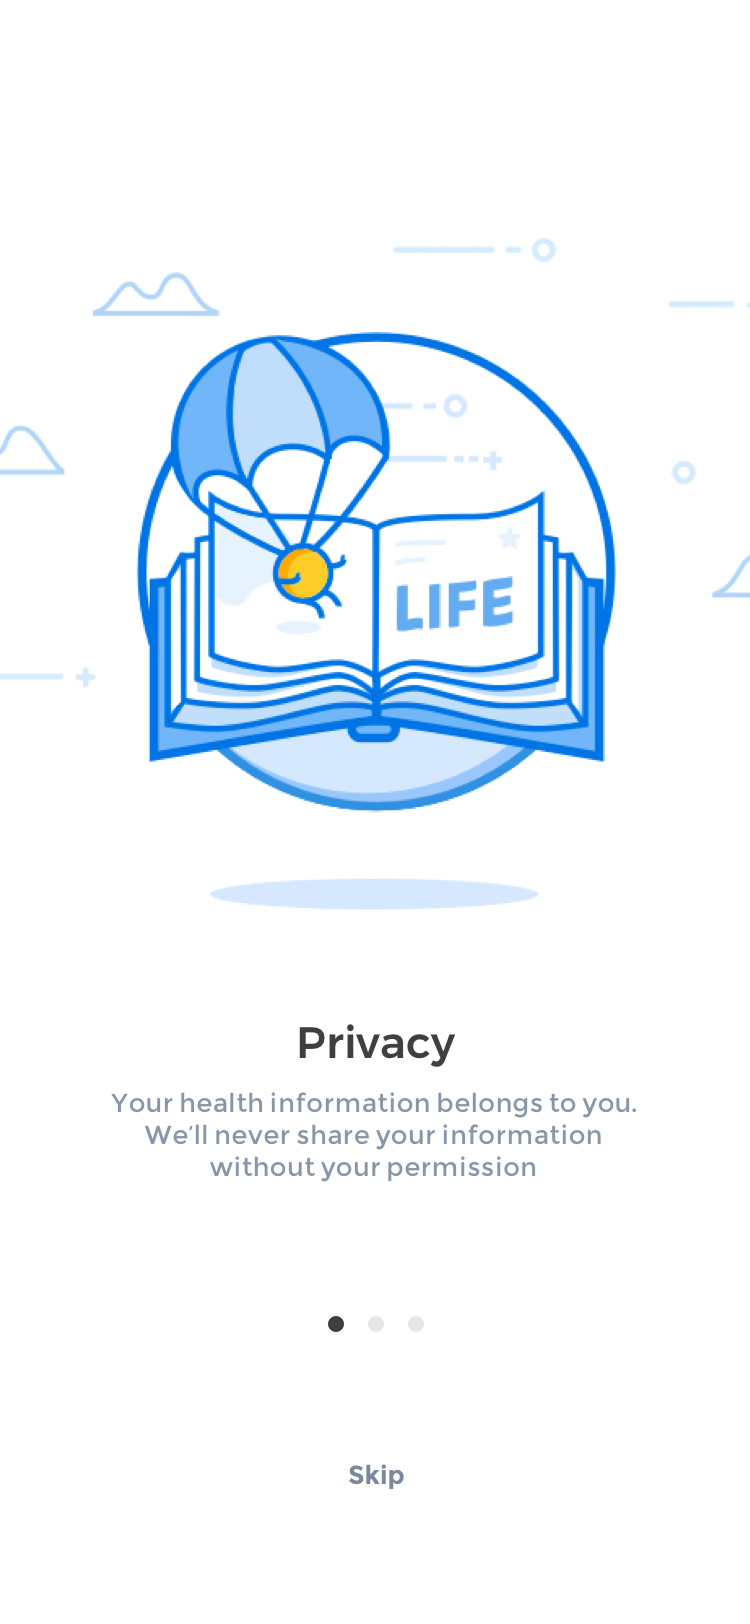 LIFE
Privacy
Your health information belongs to you.
We’ll never share your information
without your permission
Skip